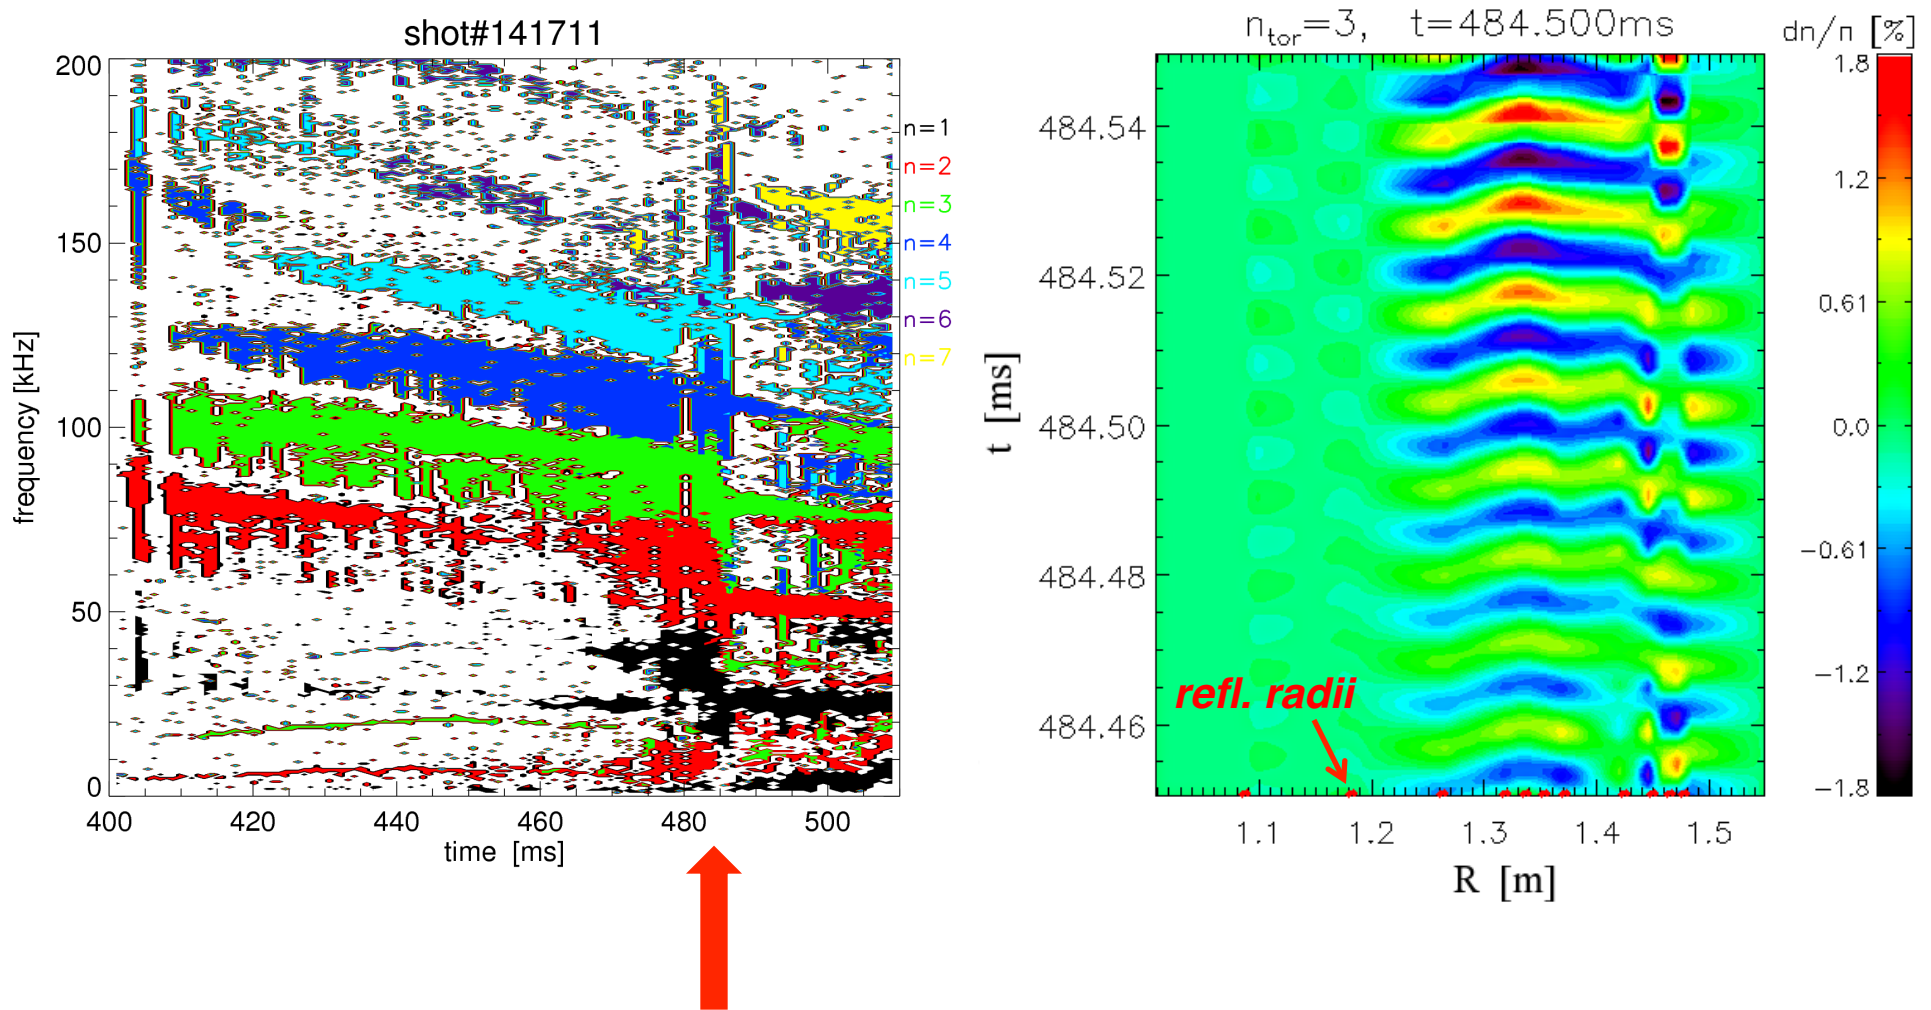 shot#141711
200
150
100
50
0
frequency [kHz]
400 420 440 460 480 500
time [ms]
n=1
n=2
n=3
n=4
n=5
n=6
n=7
n_tor=3, t=484.500ms
dn/n [%]
484.54
484.52
484.50
484.48
484.46
t [ms]
refl. radii
1.1 1.2 1.3 1.4 1.5
R [m]
1.8
1.2
0.61
0.0
−0.61
−1.2
−1.8